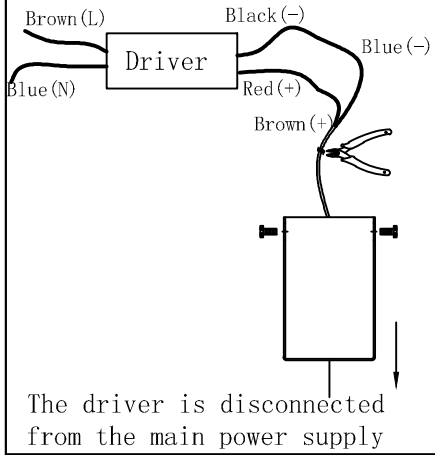 Brown(L)
Black(-)
Blue(-)
Driver
Blue(N)
Red(+)
Brown(+)
The driver is disconnected
from the main power supply